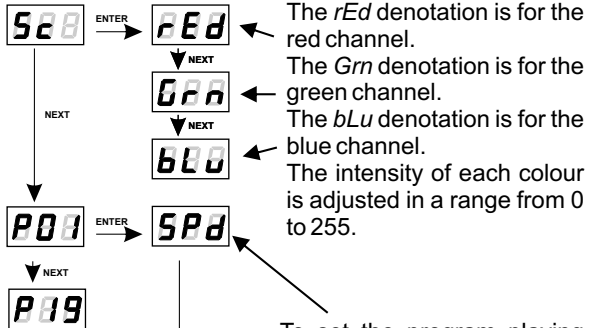 Sc
ENTER
rEd
NEXT
Grn
NEXT
bLu
The rEd denotation is for the
red channel.
The Grn denotation is for the
green channel.
The bLu denotation is for the
blue channel.
The intensity of each colour
is adjusted in a range from 0
to 255.
NEXT
P01
ENTER
SPd
NEXT
P19
To set the program playing